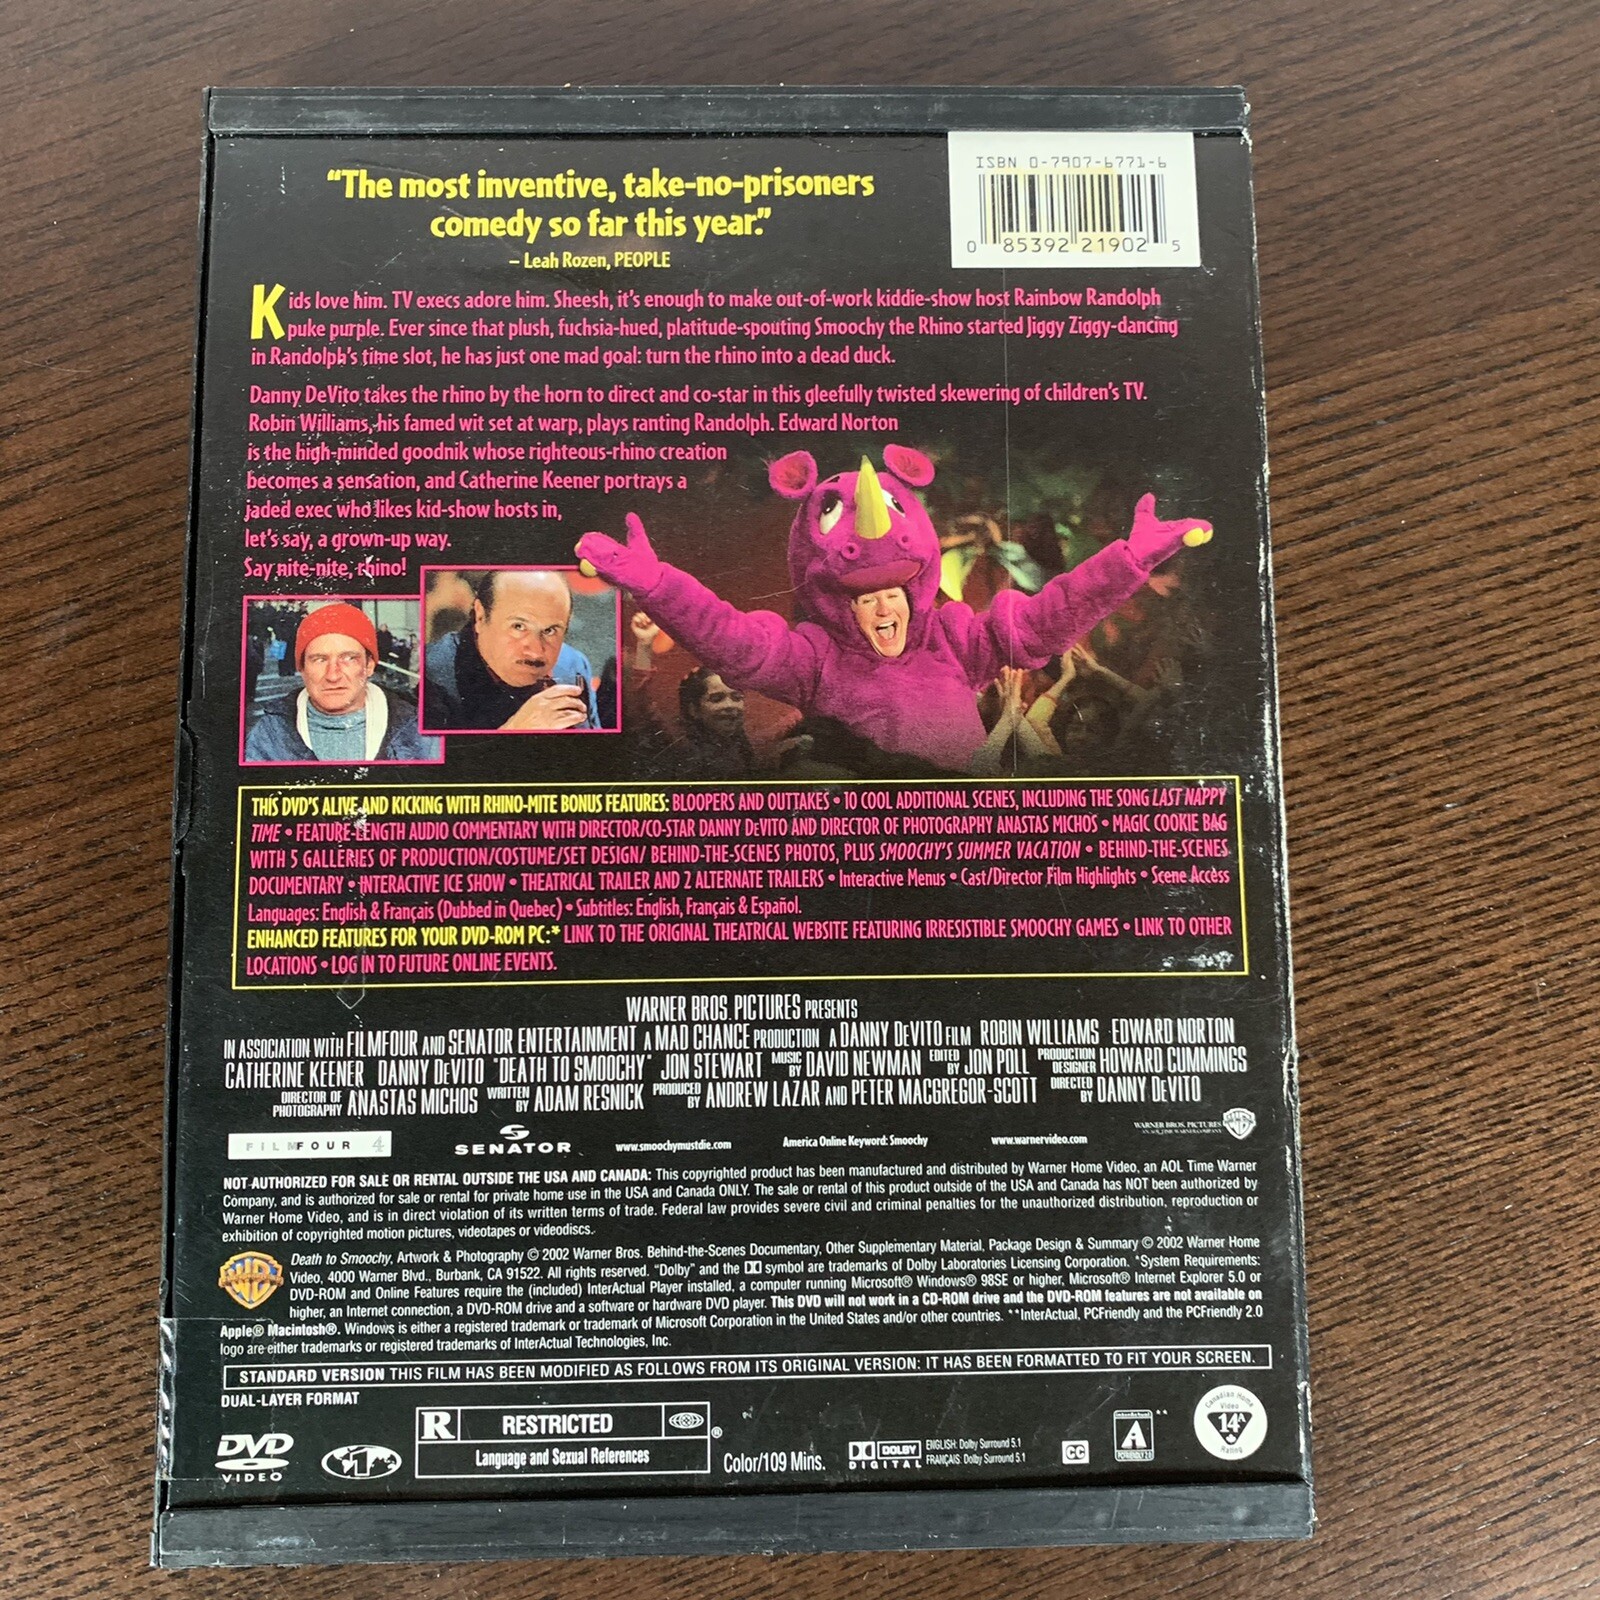 ISBN 0-7907-6771-6
0 85392 21902 5
"The most inventive, take-no-prisoners
comedy so far this year."
– Leah Rozen, PEOPLE
Kids love him. TV execs adore him. Sheesh, it's enough to make out-of-work kiddie-show host Rainbow Randolph
puke purple. Ever since that plush, fuchsia-hued, platitude-spouting Smoochy the Rhino started Jiggy Ziggy-dancing
in Randolph's time slot, he has just one mad goal: turn the rhino into a dead duck.
Danny DeVito takes the rhino by the horn to direct and co-star in this gleefully twisted skewering of children's TV.
Robin Williams, his famed wit set at warp, plays ranting Randolph. Edward Norton
is the high-minded goodnik whose righteous-rhino creation
becomes a sensation, and Catherine Keener portrays a
jaded exec who likes kid-show hosts in,
let's say, a grown-up way.
Say nite-nite, rhino!
THIS DVD'S ALIVE AND KICKING WITH RHINO-MITE BONUS FEATURES: BLOOPERS AND OUTTAKES • 10 COOL ADDITIONAL SCENES, INCLUDING THE SONG LAST NAPPY
TIME • FEATURE-LENGTH AUDIO COMMENTARY WITH DIRECTOR/CO-STAR DANNY DeVITO AND DIRECTOR OF PHOTOGRAPHY ANASTAS MICHOS • MAGIC COOKIE BAG
WITH 5 GALLERIES OF PRODUCTION/COSTUME/SET DESIGN/ BEHIND-THE-SCENES PHOTOS, PLUS SMOOCHY'S SUMMER VACATION • BEHIND-THE-SCENES
DOCUMENTARY • INTERACTIVE ICE SHOW • THEATRICAL TRAILER AND 2 ALTERNATE TRAILERS • Interactive Menus • Cast/Director Film Highlights • Scene Access
Languages: English & Français (Dubbed in Quebec) • Subtitles: English, Français & Español.
ENHANCED FEATURES FOR YOUR DVD-ROM PC:* LINK TO THE ORIGINAL THEATRICAL WEBSITE FEATURING IRRESISTIBLE SMOOCHY GAMES • LINK TO OTHER
LOCATIONS • LOG IN TO FUTURE ONLINE EVENTS.
WARNER BROS. PICTURES PRESENTS
IN ASSOCIATION WITH FILMFOUR AND SENATOR ENTERTAINMENT A MAD CHANCE PRODUCTION A DANNY DeVITO FILM ROBIN WILLIAMS EDWARD NORTON
CATHERINE KEENER DANNY DeVITO "DEATH TO SMOOCHY" JON STEWART MUSIC BY DAVID NEWMAN EDITED BY JON POLL PRODUCTION DESIGNER HOWARD CUMMINGS
DIRECTOR OF PHOTOGRAPHY ANASTAS MICHOS WRITTEN BY ADAM RESNICK PRODUCED BY ANDREW LAZAR AND PETER MACGREGOR-SCOTT DIRECTED BY DANNY DeVITO
FILMFOUR 4 SENATOR www.smoochymustdie.com America Online Keyword: Smoochy www.warnervideo.com WARNER BROS. PICTURES
AN AOL TIME WARNER COMPANY
NOT AUTHORIZED FOR SALE OR RENTAL OUTSIDE THE USA AND CANADA: This copyrighted product has been manufactured and distributed by Warner Home Video, an AOL Time Warner
Company, and is authorized for sale or rental for private home use in the USA and Canada ONLY. The sale or rental of this product outside of the USA and Canada has NOT been authorized by
Warner Home Video, and is in direct violation of its written terms of trade. Federal law provides severe civil and criminal penalties for the unauthorized distribution, reproduction or
exhibition of copyrighted motion pictures, videotapes or videodiscs.
Death to Smoochy, Artwork & Photography © 2002 Warner Bros. Behind-the-Scenes Documentary, Other Supplementary Material, Package Design & Summary © 2002 Warner Home
Video, 4000 Warner Blvd., Burbank, CA 91522. All rights reserved. "Dolby" and the DD symbol are trademarks of Dolby Laboratories Licensing Corporation. *System Requirements:
DVD-ROM and Online Features require the (included) InterActual Player installed, a computer running Microsoft® Windows® 98SE or higher, Microsoft® Internet Explorer 5.0 or
higher, an Internet connection, a DVD-ROM drive and a software or hardware DVD player. This DVD will not work in a CD-ROM drive and the DVD-ROM features are not available on
Apple® Macintosh®. Windows is either a registered trademark or trademark of Microsoft Corporation in the United States and/or other countries. **InterActual, PCFriendly and the PCFriendly 2.0
logo are either trademarks or registered trademarks of InterActual Technologies, Inc.
STANDARD VERSION THIS FILM HAS BEEN MODIFIED AS FOLLOWS FROM ITS ORIGINAL VERSION: IT HAS BEEN FORMATTED TO FIT YOUR SCREEN.
DUAL-LAYER FORMAT
DVD
VIDEO
1
R RESTRICTED ®
Language and Sexual References
Color/109 Mins.
DOLBY
DIGITAL
ENGLISH: Dolby Surround 5.1
FRANÇAIS: Dolby Surround 5.1
CC
A **
PCFRIENDLY 2.0
Canadian Home
Video
14A
Rating